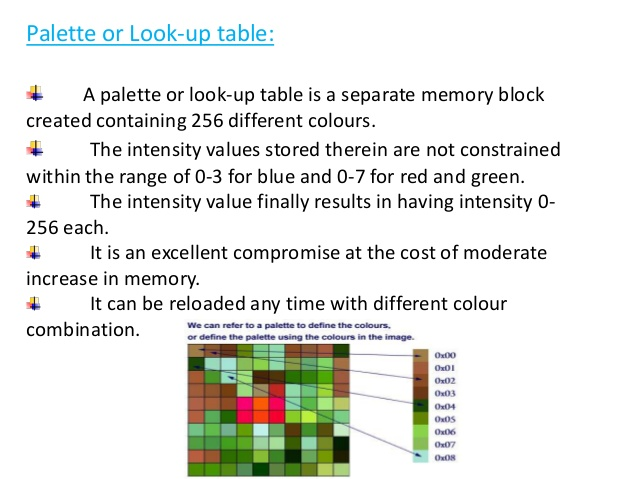 Palette or Look-up table:
A palette or look-up table is a separate memory block
created containing 256 different colours.
The intensity values stored therein are not constrained
within the range of 0-3 for blue and 0-7 for red and green.
The intensity value finally results in having intensity 0-
256 each.
It is an excellent compromise at the cost of moderate
increase in memory.
It can be reloaded any time with different colour
combination.
We can refer to a palette to define the colours,
or define the palette using the colours in the image.
0x00
0x01
0x02
0x03
0x04
0x05
0x06
0x07
0x08